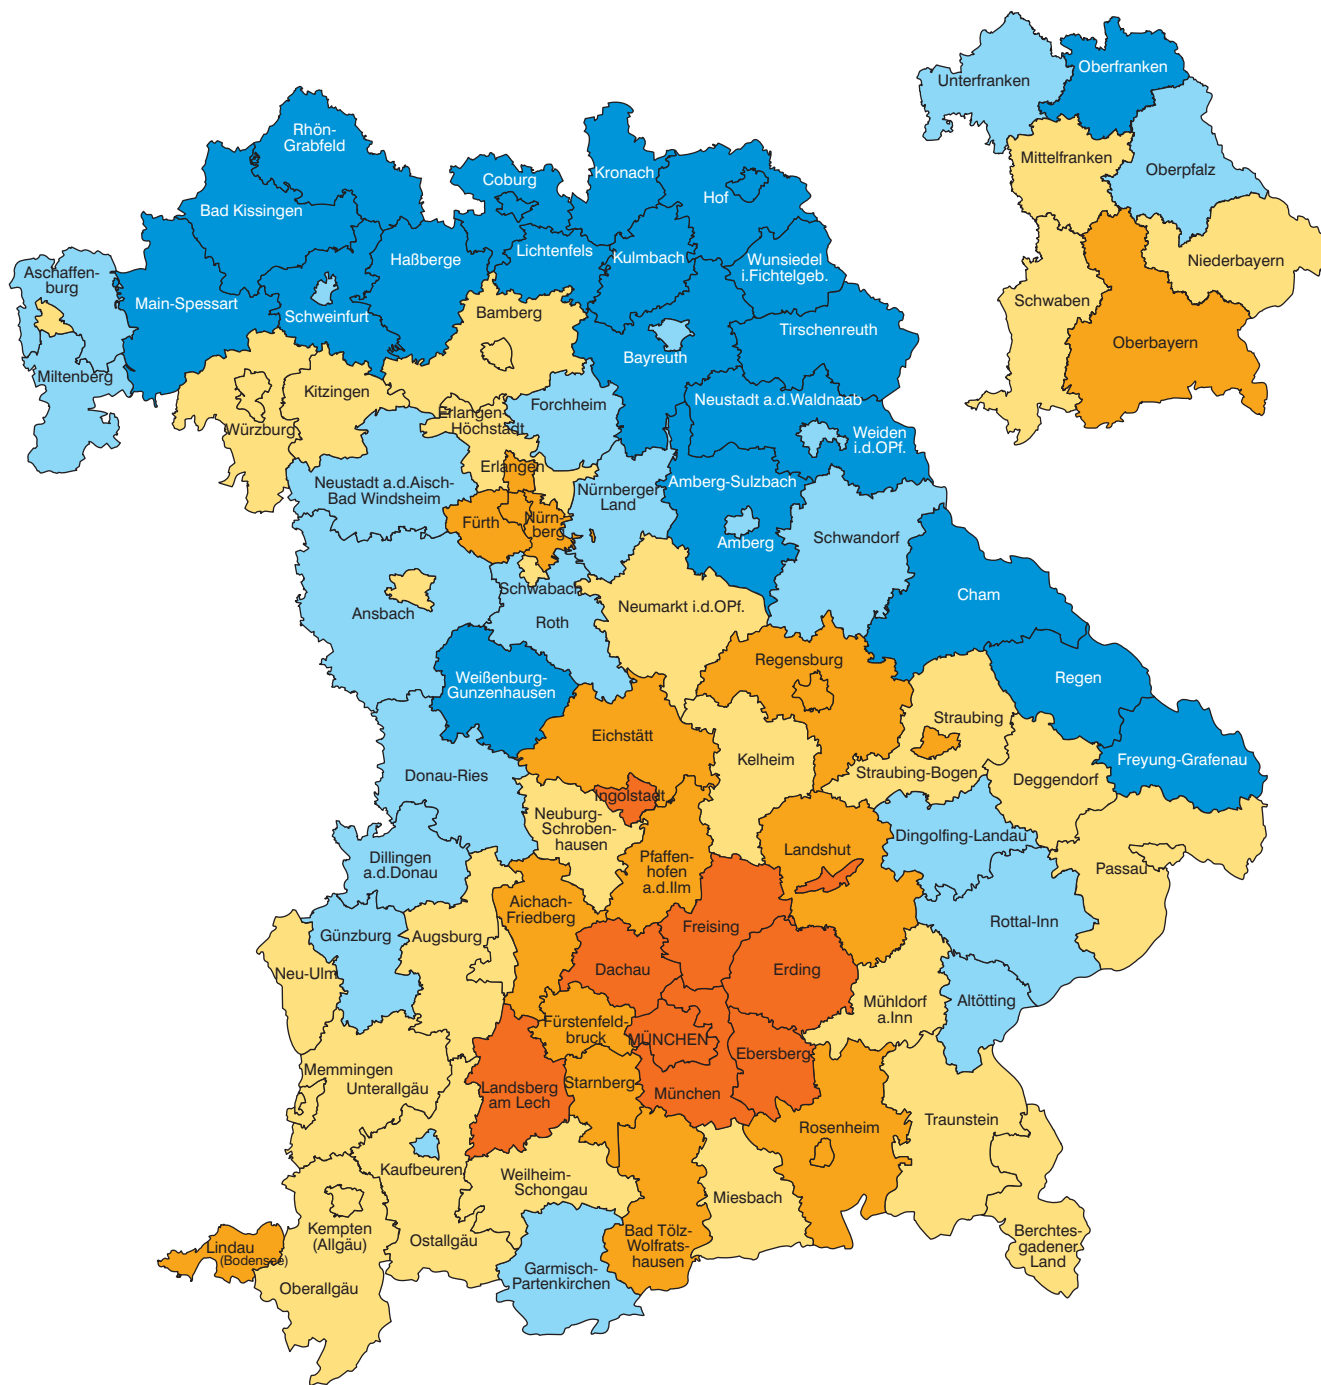 Unterfranken
Oberfranken
Mittelfranken
Oberpfalz
Niederbayern
Schwaben
Oberbayern
Rhön-
Grabfeld
Bad Kissingen
Coburg
Kronach
Hof
Lichtenfels
Kulmbach
Wunsiedel
i.Fichtelgeb.
Haßberge
Aschaffen-
burg
Main-Spessart
Schweinfurt
Bamberg
Tirschenreuth
Bayreuth
Miltenberg
Kitzingen
Würzburg
Forchheim
Erlangen-
Höchstadt
Neustadt a.d.Waldnaab
Weiden
i.d.OPf.
Erlangen
Neustadt a.d.Aisch-
Bad Windsheim
Nürnberger
Land
Amberg-Sulzbach
Fürth
Nürn-
berg
Amberg
Schwandorf
Schwabach
Ansbach
Roth
Neumarkt i.d.OPf.
Cham
Weißenburg-
Gunzenhausen
Regensburg
Regen
Straubing
Eichstätt
Kelheim
Freyung-Grafenau
Straubing-Bogen
Deggendorf
Donau-Ries
Ingolstadt
Neuburg-
Schroben-
hausen
Dingolfing-Landau
Landshut
Dillingen
a.d.Donau
Pfaffen-
hofen
a.d.Ilm
Passau
Aichach-
Friedberg
Rottal-Inn
Günzburg
Augsburg
Freising
Neu-Ulm
Dachau
Erding
Mühldorf
a.Inn
Altötting
Fürstenfeld-
bruck
MÜNCHEN
Ebersberg
Memmingen
Unterallgäu
Landsberg
am Lech
Starnberg
München
Traunstein
Rosenheim
Kaufbeuren
Weilheim-
Schongau
Miesbach
Kempten
(Allgäu)
Ostallgäu
Bad Tölz-
Wolfrats-
hausen
Berchtes-
gadener
Land
Lindau
(Bodensee)
Oberallgäu
Garmisch-
Partenkirchen